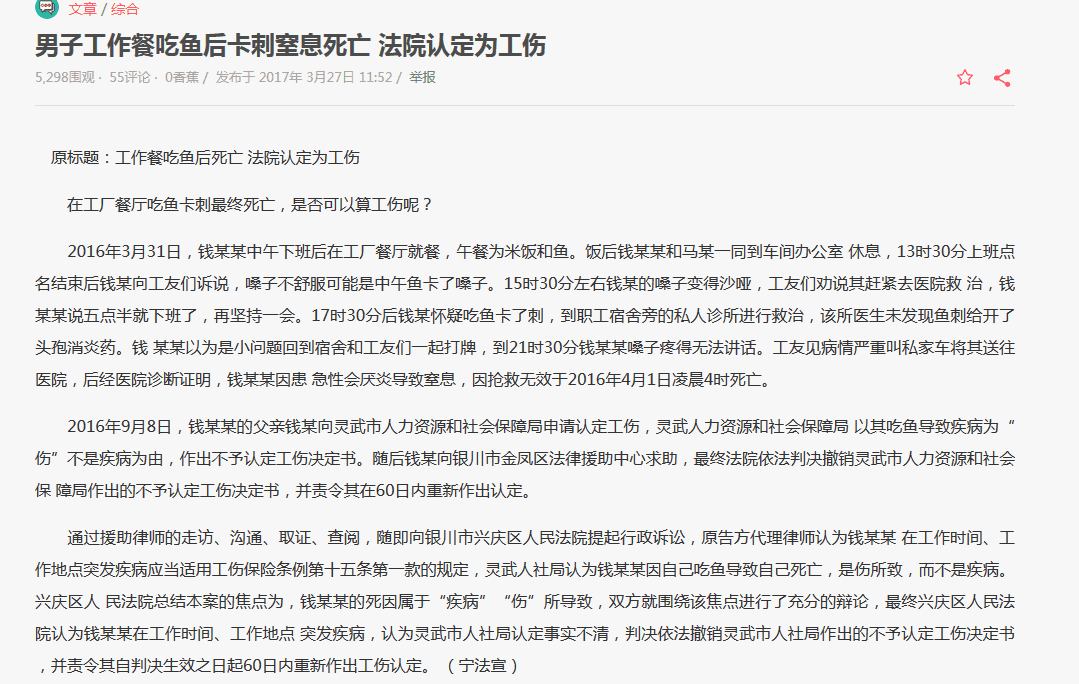 文章 / 综合
男子工作餐吃鱼后卡刺窒息死亡 法院认定为工伤
5,298围观 · 55评论 · 0香蕉 / 发布于 2017年 3月27日 11:52 / 举报
原标题：工作餐吃鱼后死亡 法院认定为工伤
在工厂餐厅吃鱼卡刺最终死亡，是否可以算工伤呢？
2016年3月31日，钱某某中午下班后在工厂餐厅就餐，午餐为米饭和鱼。饭后钱某某和马某一同到车间办公室 休息，13时30分上班点
名结束后钱某向工友们诉说，嗓子不舒服可能是中午鱼卡了嗓子。15时30分左右钱某的嗓子变得沙哑，工友们劝说其赶紧去医院救 治，钱
某某说五点半就下班了，再坚持一会。17时30分后钱某怀疑吃鱼卡了刺，到职工宿舍旁的私人诊所进行救治，该所医生未发现鱼刺给开了
头孢消炎药。钱 某某以为是小问题回到宿舍和工友们一起打牌，到21时30分钱某某嗓子疼得无法讲话。工友见病情严重叫私家车将其送往
医院，后经医院诊断证明，钱某某因患 急性会厌炎导致窒息，因抢救无效于2016年4月1日凌晨4时死亡。
2016年9月8日，钱某某的父亲钱某向灵武市人力资源和社会保障局申请认定工伤，灵武人力资源和社会保障局 以其吃鱼导致疾病为“
伤”不是疾病为由，作出不予认定工伤决定书。随后钱某向银川市金凤区法律援助中心求助，最终法院依法判决撤销灵武市人力资源和社会
保 障局作出的不予认定工伤决定书，并责令其在60日内重新作出认定。
通过援助律师的走访、沟通、取证、查阅，随即向银川市兴庆区人民法院提起行政诉讼，原告方代理律师认为钱某某 在工作时间、工
作地点突发疾病应当适用工伤保险条例第十五条第一款的规定，灵武人社局认为钱某某因自己吃鱼导致自己死亡，是伤所致，而不是疾病。
兴庆区人 民法院总结本案的焦点为，钱某某的死因属于“疾病”“伤”所导致，双方就围绕该焦点进行了充分的辩论，最终兴庆区人民法
院认为钱某某在工作时间、工作地点 突发疾病，认为灵武市人社局认定事实不清，判决依法撤销灵武市人社局作出的不予认定工伤决定书
，并责令其自判决生效之日起60日内重新作出工伤认定。（宁法宣）